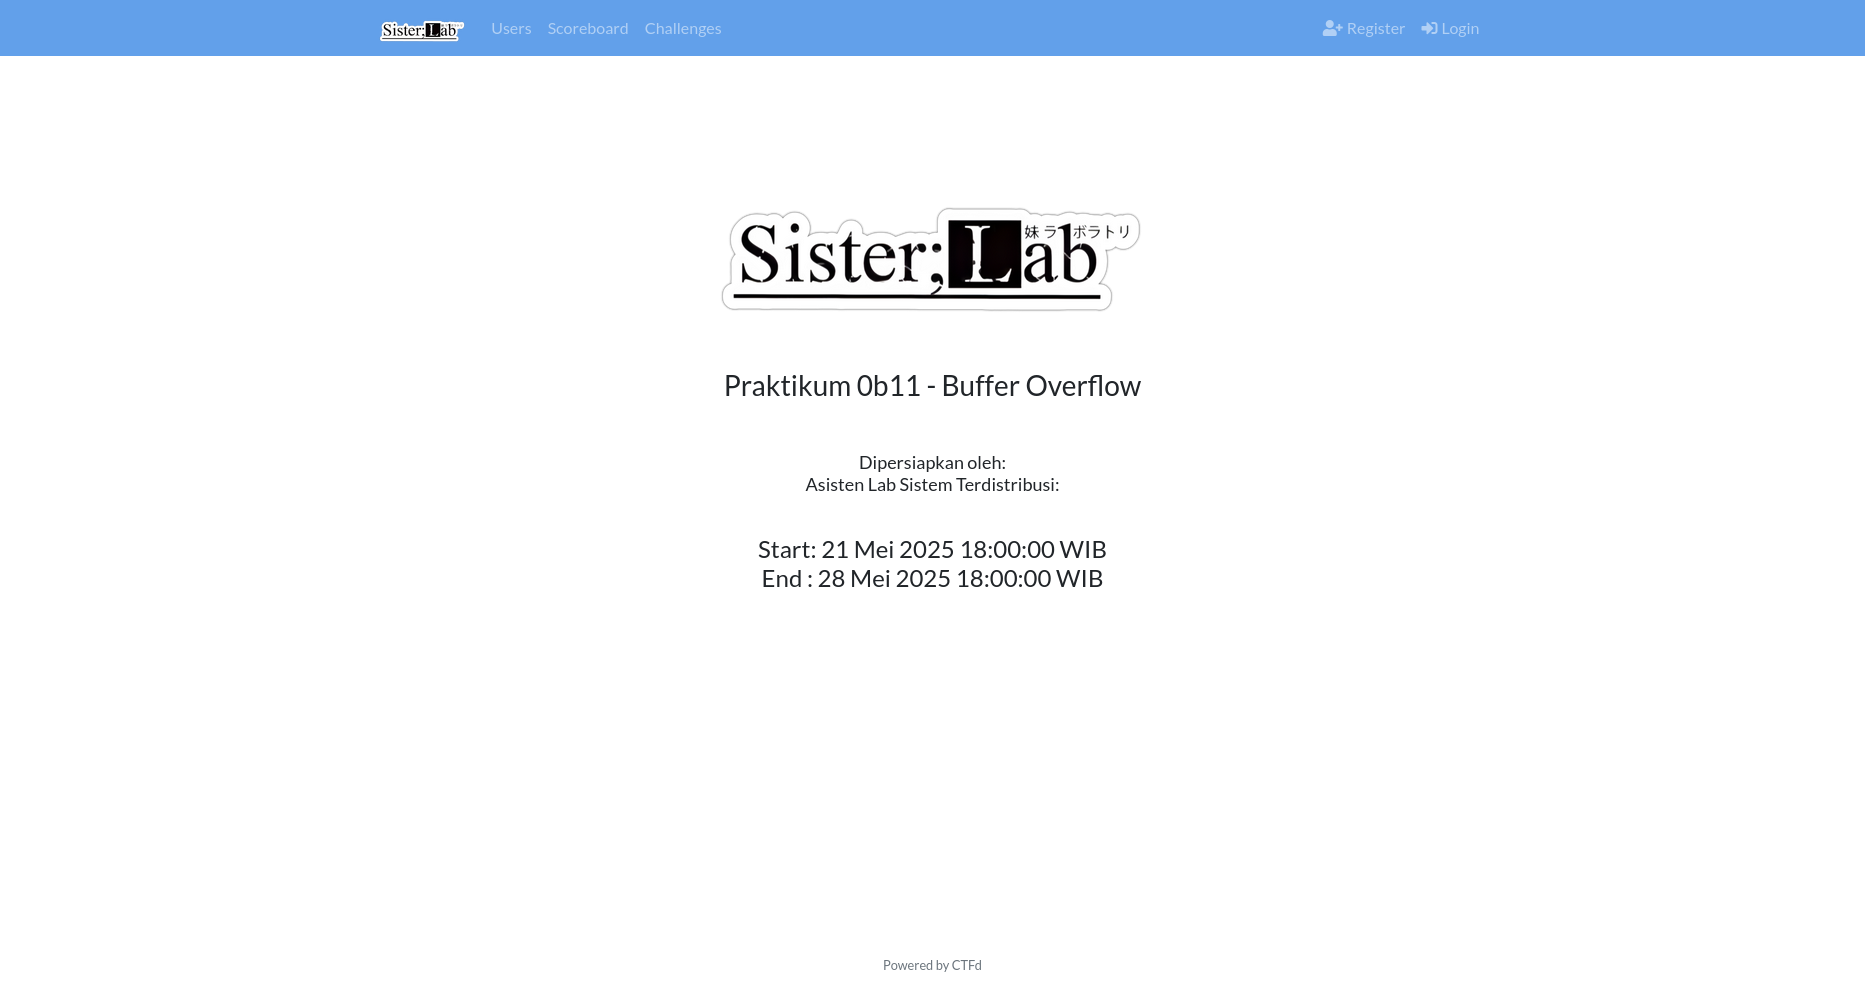 Sister;Lab
Users
Scoreboard
Challenges
Register
Login
妹 ラボラトリ
Sister;Lab
Praktikum 0b11 - Buffer Overflow
Dipersiapkan oleh:
Asisten Lab Sistem Terdistribusi:
Start: 21 Mei 2025 18:00:00 WIB
End : 28 Mei 2025 18:00:00 WIB
Powered by CTFd